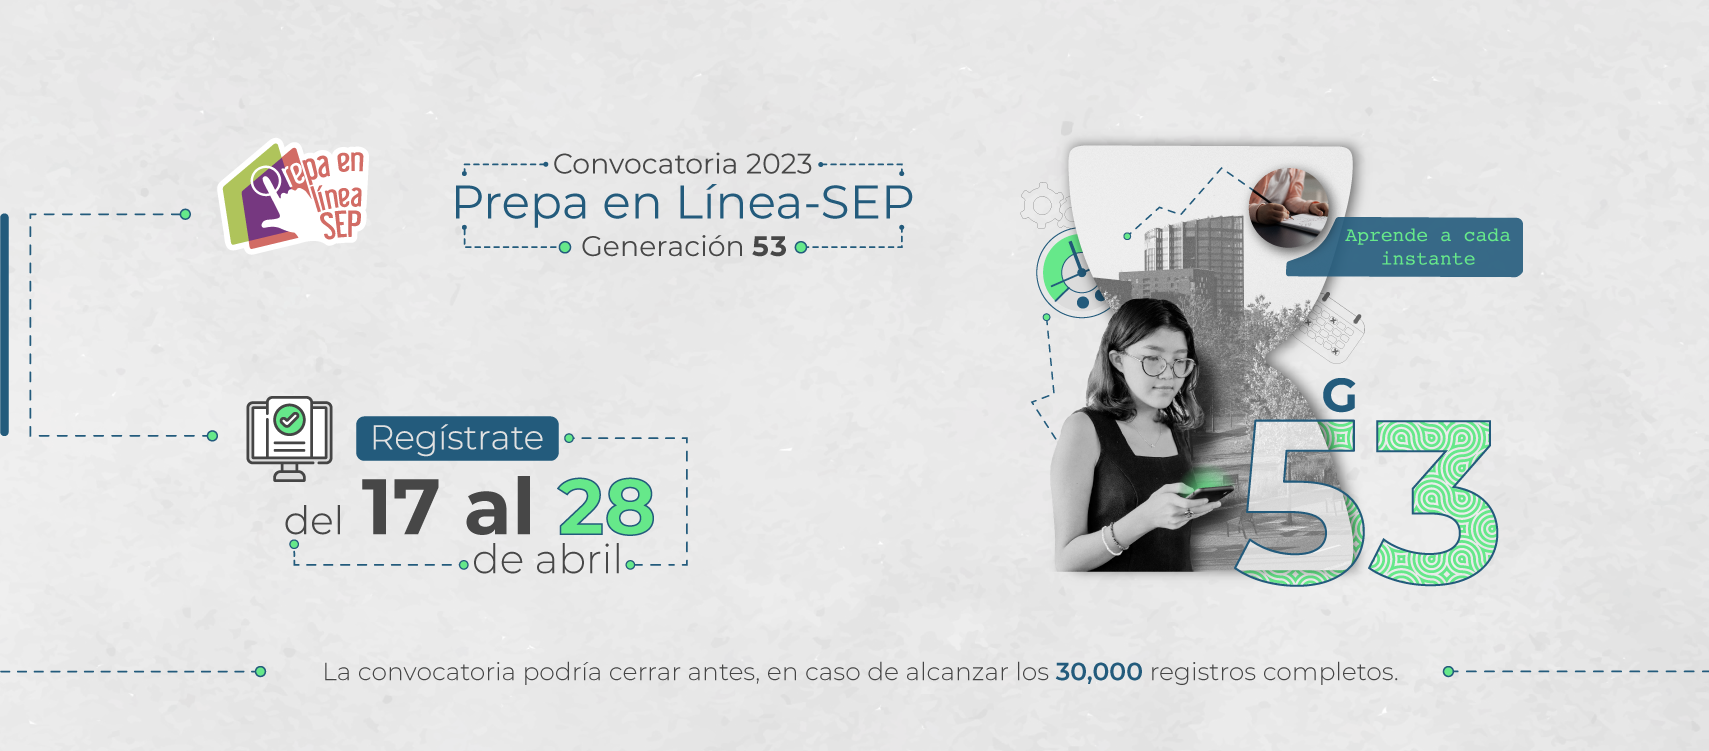 Prepa en
línea
SEP
Convocatoria 2023
Prepa en Línea-SEP
Generación 53
Aprende a cada
instante
Regístrate
del 17 al 28
de abril
G
53
La convocatoria podría cerrar antes, en caso de alcanzar los 30,000 registros completos.